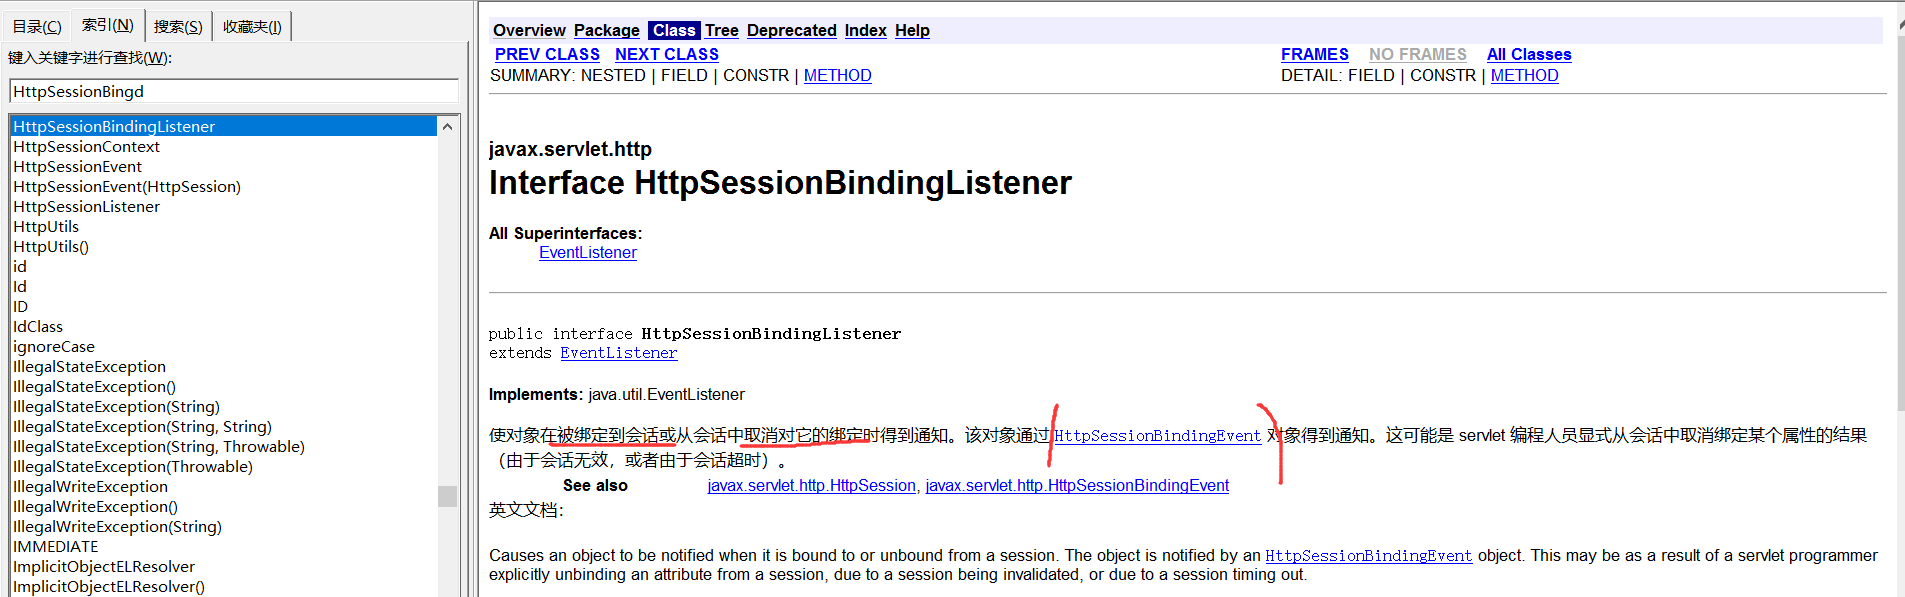 目录(C) 索引(N) 搜索(S) 收藏夹(I)
键入关键字进行查找(W):
HttpSessionBingd
HttpSessionBindingListener
HttpSessionContext
HttpSessionEvent
HttpSessionEvent(HttpSession)
HttpSessionListener
HttpUtils
HttpUtils()
id
Id
ID
IdClass
ignoreCase
IllegalStateException
IllegalStateException()
IllegalStateException(String)
IllegalStateException(String, String)
IllegalStateException(String, Throwable)
IllegalStateException(Throwable)
IllegalWriteException
IllegalWriteException()
IllegalWriteException(String)
IMMEDIATE
ImplicitObjectELResolver
ImplicitObjectELResolver()
Overview Package Class Tree Deprecated Index Help
PREV CLASS NEXT CLASS FRAMES NO FRAMES All Classes
SUMMARY: NESTED | FIELD | CONSTR | METHOD DETAIL: FIELD | CONSTR | METHOD
javax.servlet.http
Interface HttpSessionBindingListener
All Superinterfaces:
EventListener
public interface HttpSessionBindingListener
extends EventListener
Implements: java.util.EventListener
使对象在被绑定到会话或从会话中取消对它的绑定时得到通知。该对象通过 HttpSessionBindingEvent 对象得到通知。这可能是 servlet 编程人员显式从会话中取消绑定某个属性的结果
（由于会话无效，或者由于会话超时）。
See also javax.servlet.http.HttpSession, javax.servlet.http.HttpSessionBindingEvent
英文文档：
Causes an object to be notified when it is bound to or unbound from a session. The object is notified by an HttpSessionBindingEvent object. This may be as a result of a servlet programmer
explicitly unbinding an attribute from a session, due to a session being invalidated, or due to a session timing out.